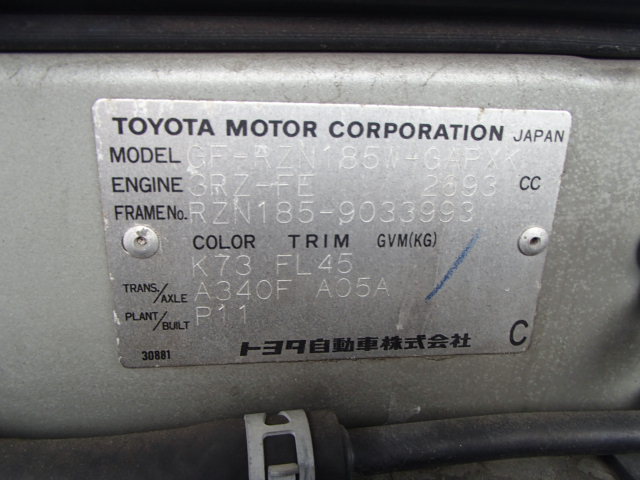 TOYOTA MOTOR CORPORATION JAPAN
MODEL GF-RZN185W-GKPXK
ENGINE 3RZ-FE 2693 CC
FRAME No. RZN185-9033993
COLOR TRIM GVM(KG)
K73 FL45
TRANS./AXLE A340F A05A
PLANT/BUILT P11
30881 トヨタ自動車株式会社 C